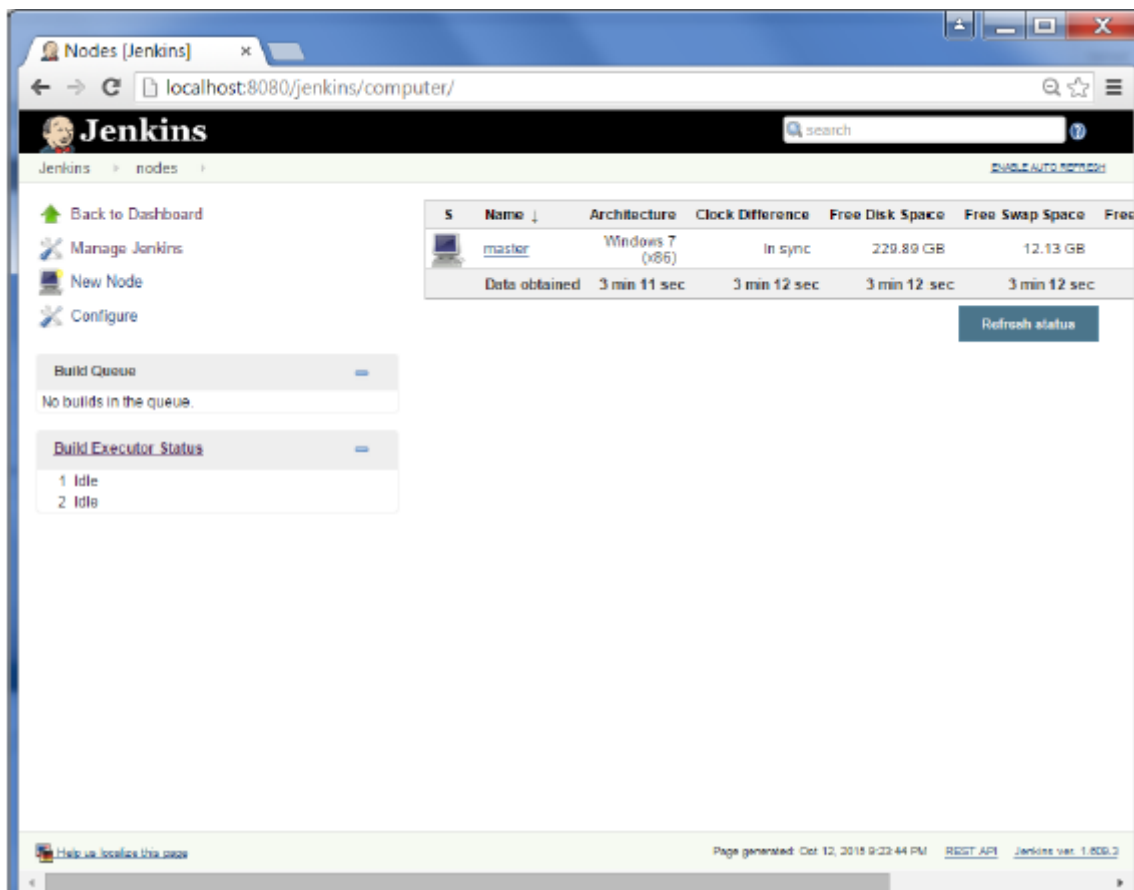 Nodes [Jenkins]
localhost:8080/jenkins/computer/
Jenkins
search
Jenkins nodes
ENABLE AUTO REFRESH
Back to Dashboard
Manage Jenkins
New Node
Configure
Build Queue
No builds in the queue.
Build Executor Status
1 Idle
2 Idle
S Name ↓ Architecture Clock Difference Free Disk Space Free Swap Space Free
master Windows 7 (x86) In sync 229.89 GB 12.13 GB
Data obtained 3 min 11 sec 3 min 12 sec 3 min 12 sec 3 min 12 sec
Refresh status
Help us localize this page
Page generated: Oct 12, 2015 9:23:44 PM REST API Jenkins ver. 1.609.3